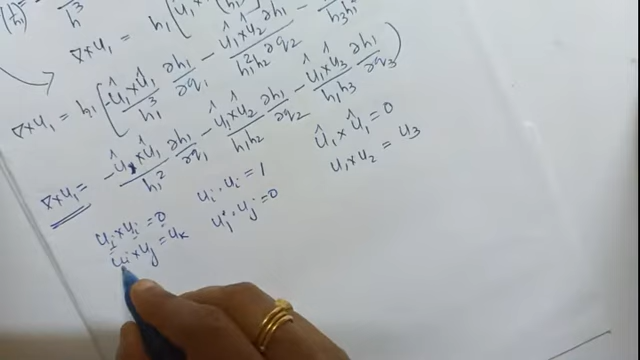 ∇×u₁ = h₁[
∇×u₁ = h₁[ -û₁×û₁/h₁³ ∂h₁/∂q₁ - û₁×û₂/h₁²h₂ ∂h₁/∂q₂ - û₁×û₃/h₁h₃ ∂h₁/∂q₃ )
∇×u₁ = -û₁×û₁/h₁² ∂h₁/∂q₁ - û₁×û₂/h₁h₂ ∂h₁/∂q₂ -
û₁×û₁ = 0
u₁×u₂ = u₃
uᵢ·uᵢ = 1
uᵢ·uⱼ = 0
uᵢ×uᵢ = 0
uᵢ×uⱼ = uₖ